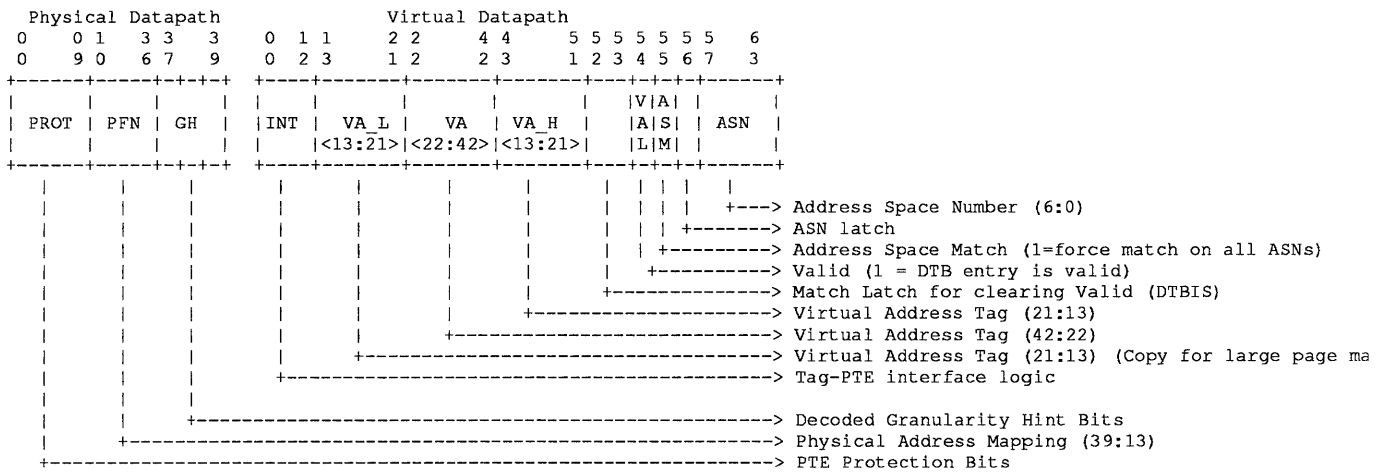 Physical Datapath Virtual Datapath
0 0 1 3 3 3 0 1 1 2 2 4 4 5 5 5 5 5 5 5 6
0 9 0 6 7 9 0 2 3 1 2 2 3 1 2 3 4 5 6 7 3
|V|A|
| PROT | PFN | GH | |INT | VA_L | VA | VA_H | |A|S| | ASN |
|<13:21>|<22:42>|<13:21>| |L|M|
+---> Address Space Number (6:0)
+-------> ASN latch
+---------> Address Space Match (1=force match on all ASNs)
+----------> Valid (1 = DTB entry is valid)
+--------------> Match Latch for clearing Valid (DTBIS)
+---------------------> Virtual Address Tag (21:13)
+----------------------------> Virtual Address Tag (42:22)
+------------------------------------> Virtual Address Tag (21:13) (Copy for large page ma
+-------------------------------------------> Tag-PTE interface logic
+---------------------------------------------------> Decoded Granularity Hint Bits
+---------------------------------------------------------> Physical Address Mapping (39:13)
+----------------------------------------------------------------> PTE Protection Bits